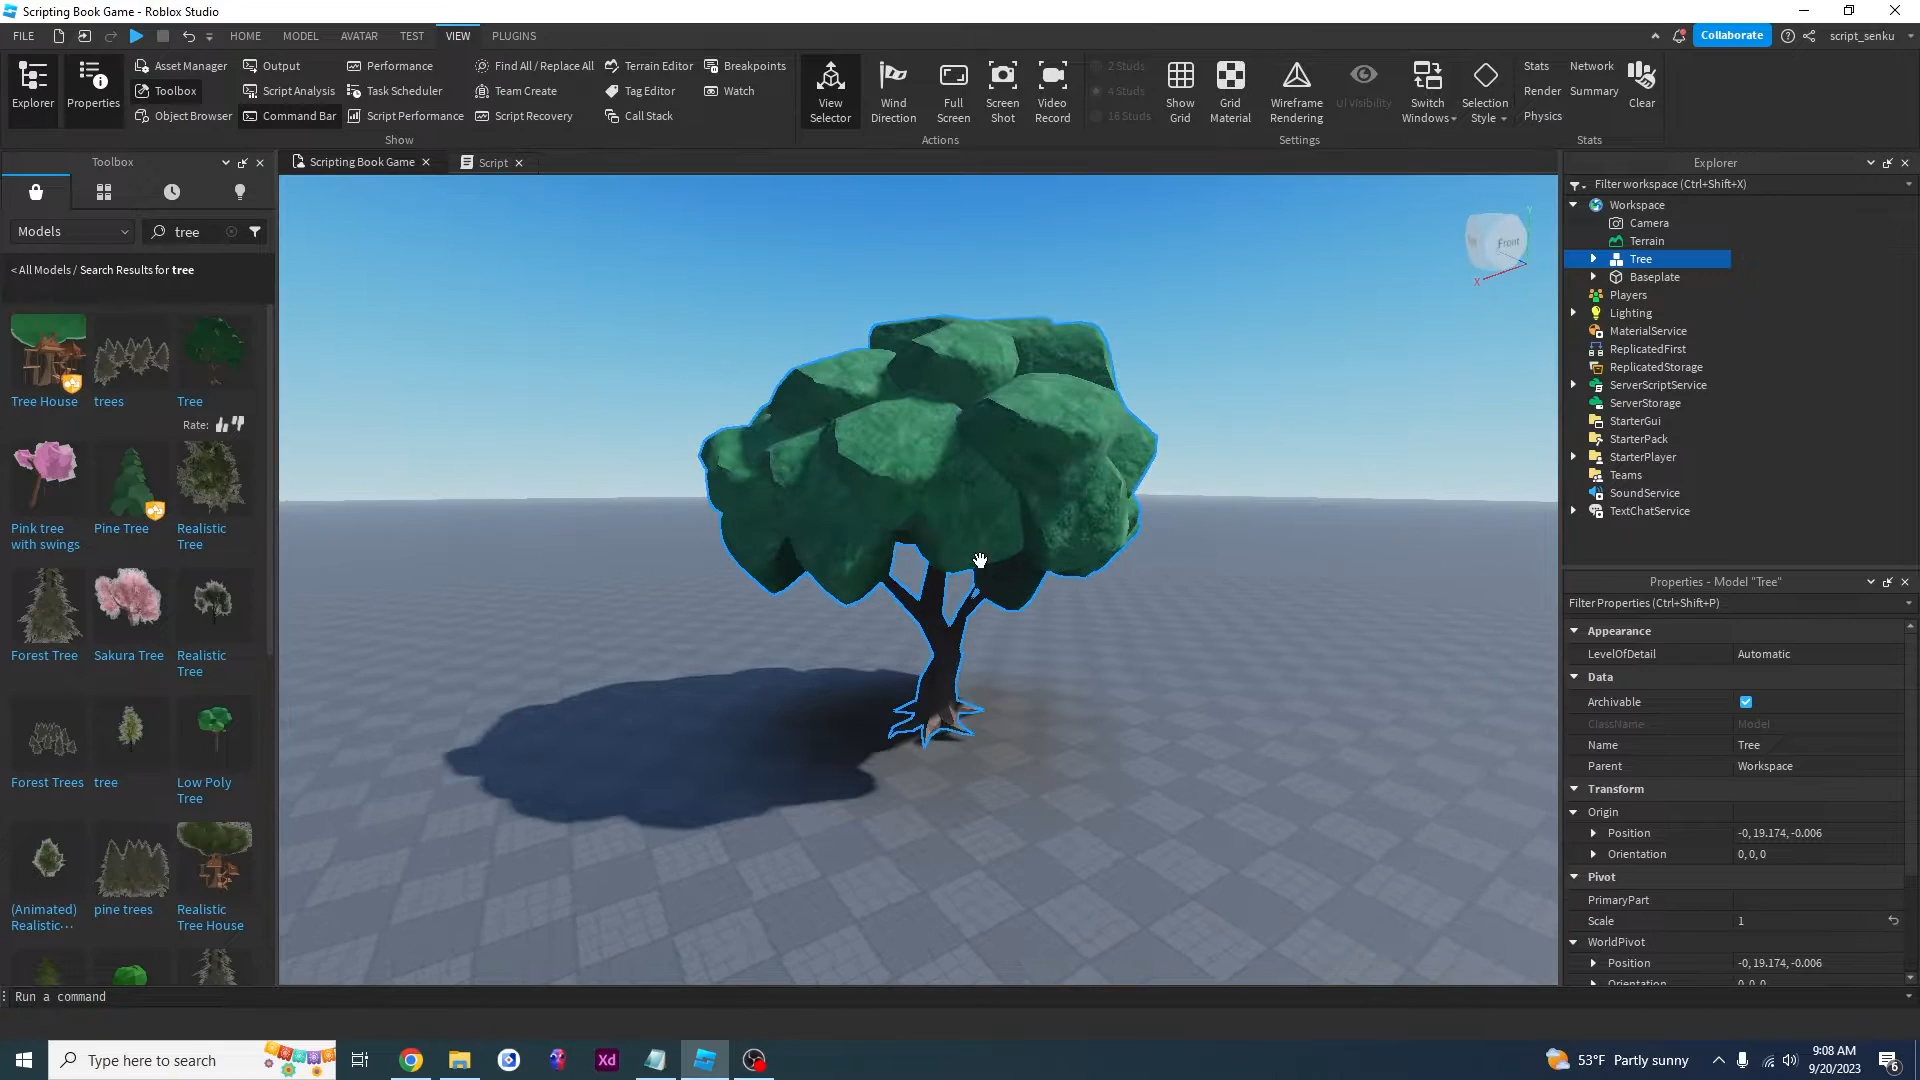 Scripting Book Game - Roblox Studio
FILE HOME MODEL AVATAR TEST VIEW PLUGINS Collaborate script_senku
Explorer
Properties
Asset Manager
Toolbox
Object Browser
Output
Script Analysis
Command Bar
Performance
Task Scheduler
Script Performance
Find All / Replace All
Team Create
Script Recovery
Terrain Editor
Tag Editor
Call Stack
Breakpoints
Watch
Show
View Selector
Wind Direction
Full Screen
Screen Shot
Video Record
Actions
2 Studs
4 Studs
16 Studs
Show Grid
Grid Material
Wireframe Rendering
UI Visibility
Switch Windows
Selection Style
Settings
Stats
Render
Physics
Network
Summary
Clear
Stats
Toolbox
Models
tree
< All Models / Search Results for tree
Tree House
trees
Tree
Rate:
Pink tree with swings
Pine Tree
Realistic Tree
Forest Tree
Sakura Tree
Realistic Tree
Forest Trees
tree
Low Poly Tree
(Animated) Realistic...
pine trees
Realistic Tree House
Scripting Book Game
Script
Front
X
Y
Explorer
Filter workspace (Ctrl+Shift+X)
Workspace
Camera
Terrain
Tree
Baseplate
Players
Lighting
MaterialService
ReplicatedFirst
ReplicatedStorage
ServerScriptService
ServerStorage
StarterGui
StarterPack
StarterPlayer
Teams
SoundService
TextChatService
Properties - Model "Tree"
Filter Properties (Ctrl+Shift+P)
Appearance
LevelOfDetail Automatic
Data
Archivable
ClassName Model
Name Tree
Parent Workspace
Transform
Origin
Position -0, 19.174, -0.006
Orientation 0, 0, 0
Pivot
PrimaryPart
Scale 1
WorldPivot
Position -0, 19.174, -0.006
Orientation 0, 0, 0
Run a command
Type here to search
Xd
53°F Partly sunny
9:08 AM
9/20/2023
6